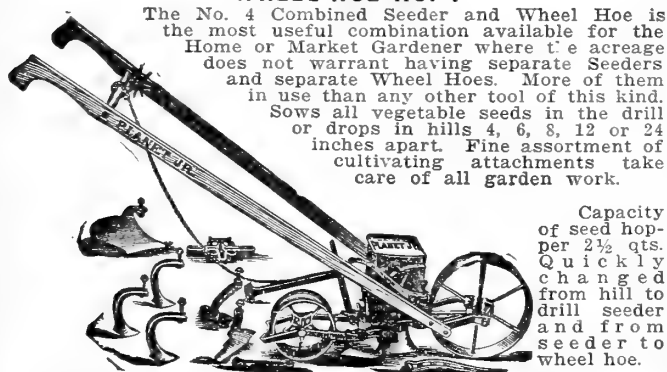 The No. 4 Combined Seeder and Wheel Hoe is
the most useful combination available for the
Home or Market Gardener where t e acreage
does not warrant having separate Seeders
and separate Wheel Hoes. More of them
in use than any other tool of this kind.
Sows all vegetable seeds in the drill
or drops in hills 4, 6, 8, 12 or 24
inches apart. Fine assortment of
cultivating attachments take
care of all garden work.
PLANET JR.
PLANET JR
Capacity
of seed hop-
per 2½ qts.
Quickly
changed
from hill to
drill seeder
and from
seeder to
wheel hoe.